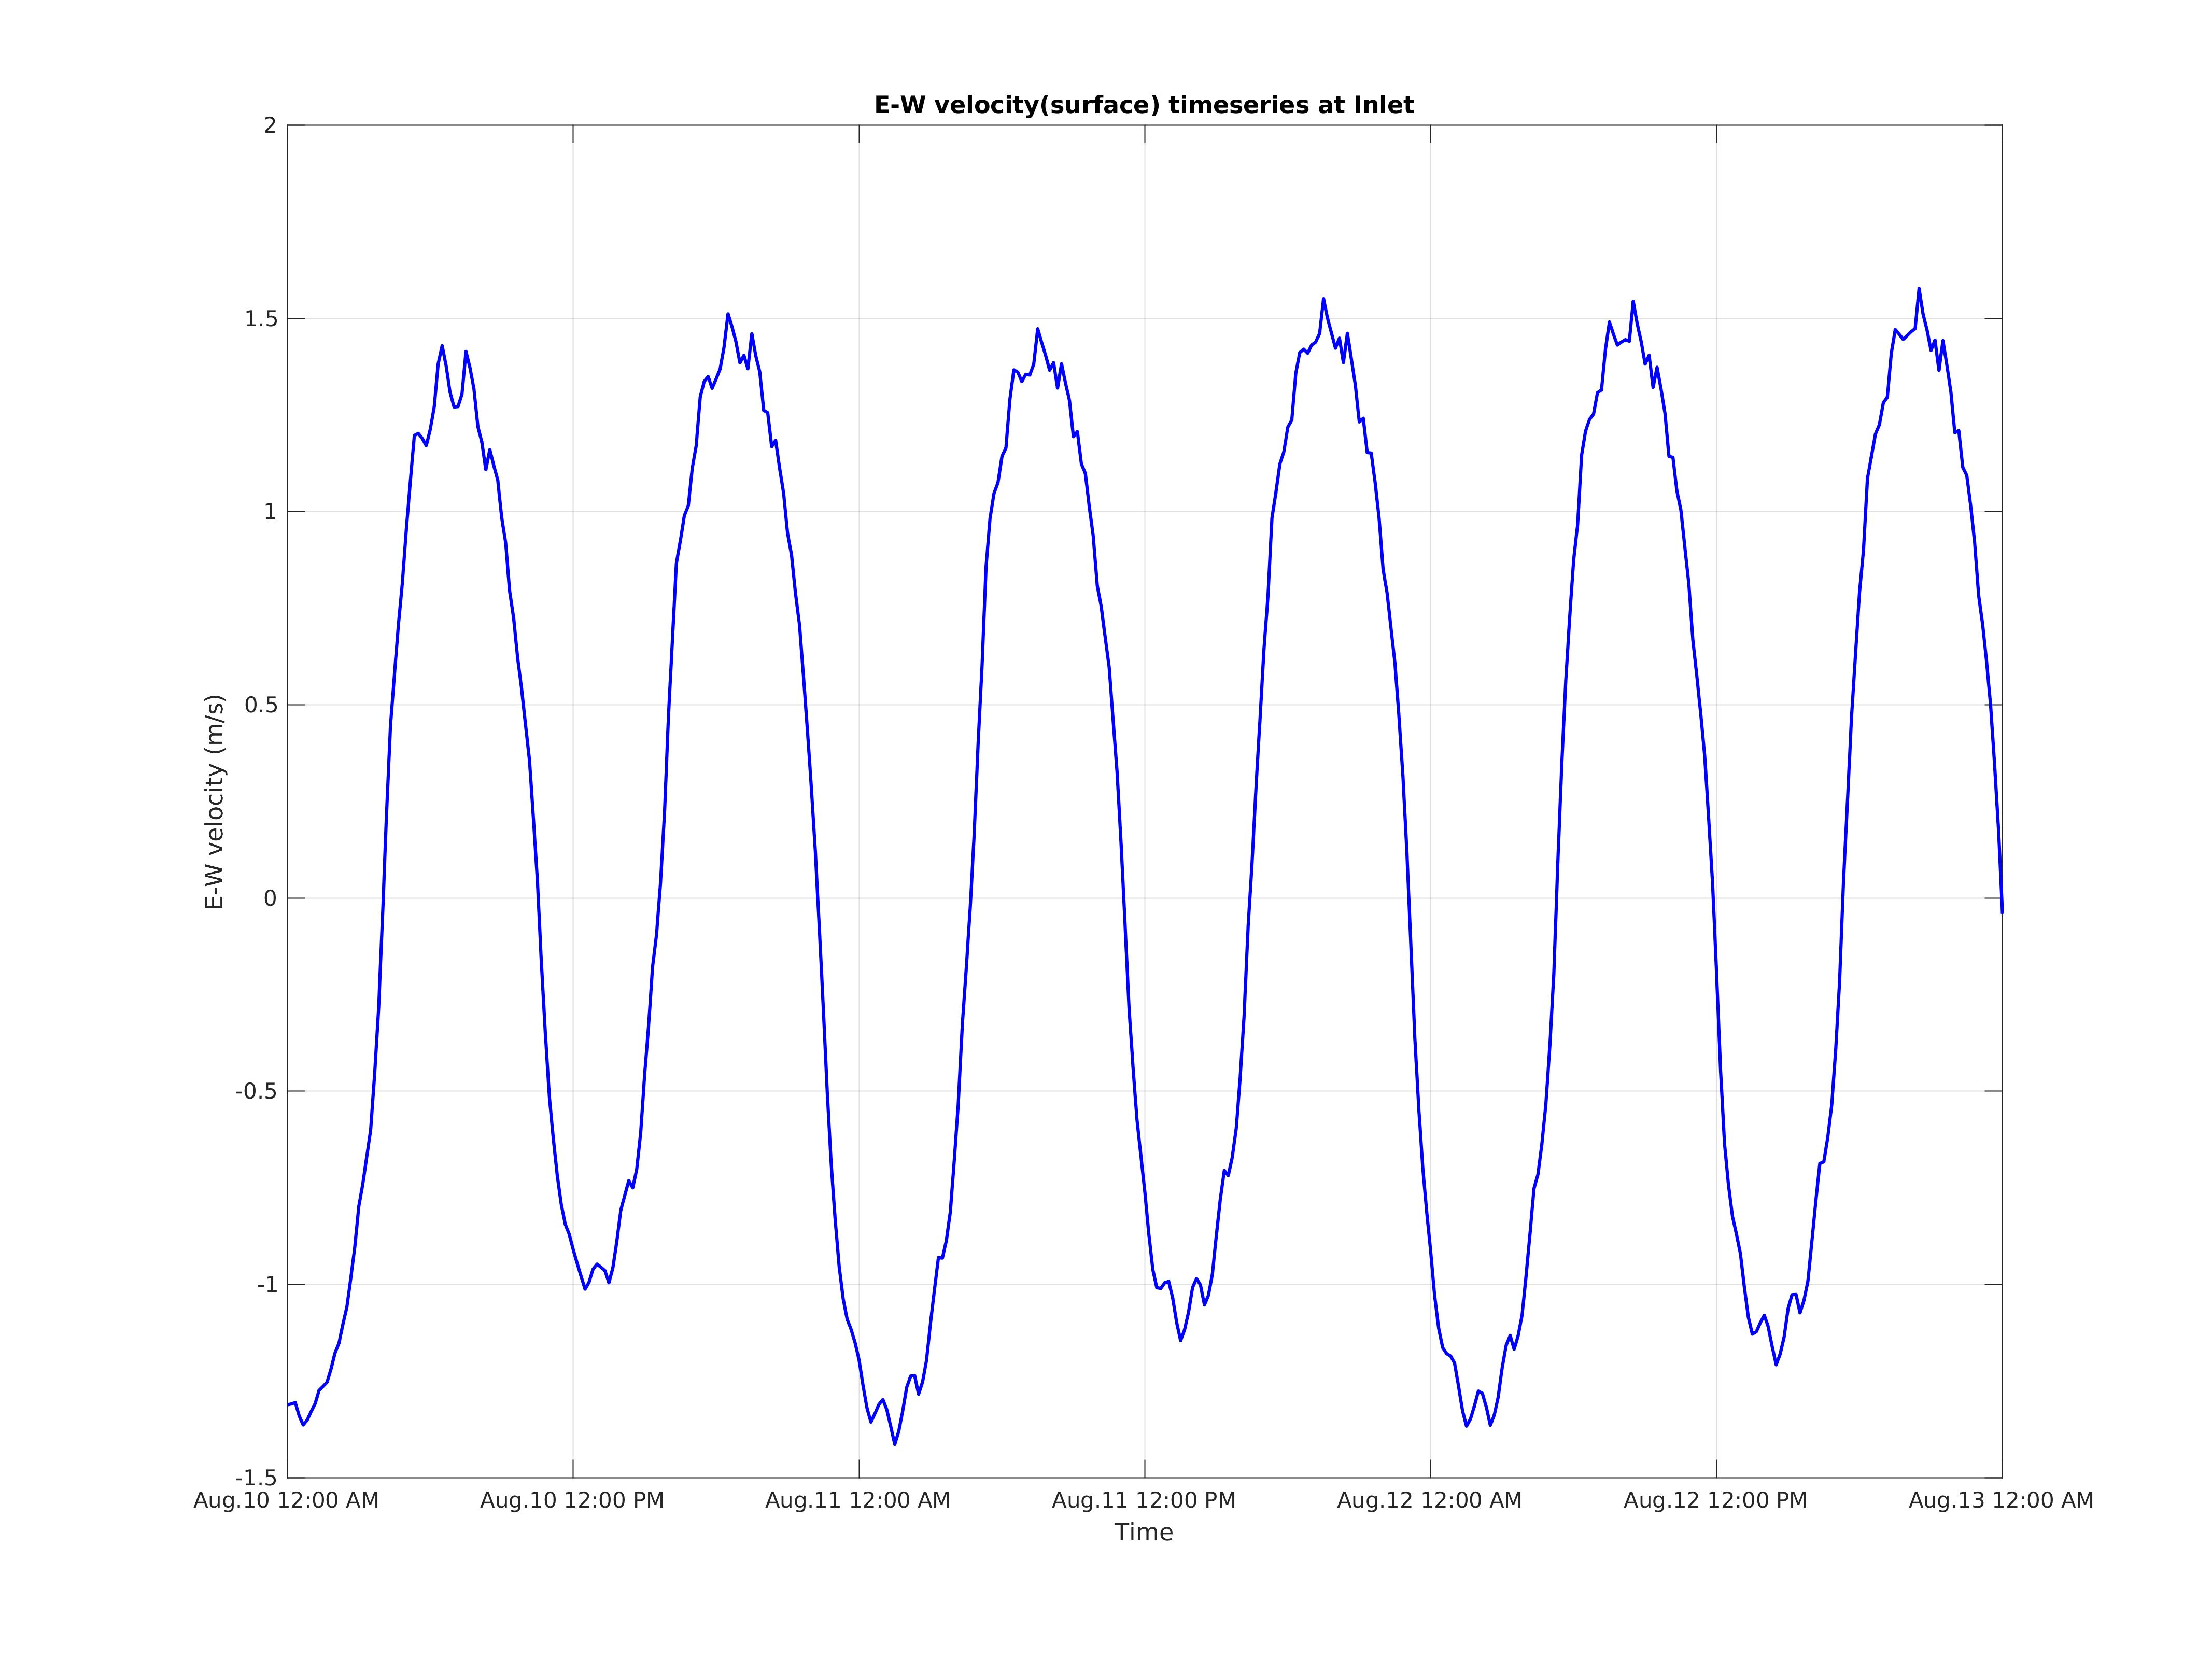 E-W velocity(surface) timeseries at Inlet
2
1.5
1
0.5
0
-0.5
-1
-1.5
E-W velocity (m/s)
Aug.10 12:00 AM Aug.10 12:00 PM Aug.11 12:00 AM Aug.11 12:00 PM Aug.12 12:00 AM Aug.12 12:00 PM Aug.13 12:00 AM
Time